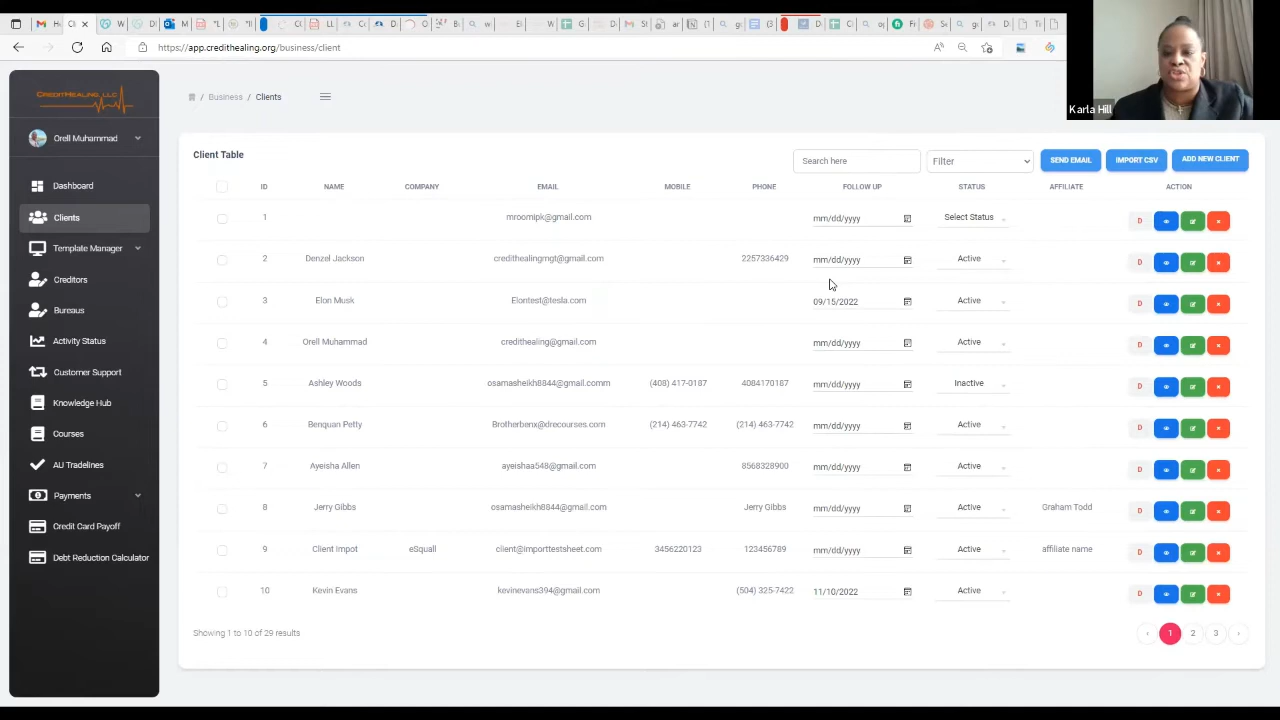 https://app.credithealing.org/business/client
Karla Hill
CREDITHEALING, LLC
/ Business / Clients
Orell Muhammad
Dashboard
Clients
Template Manager
Creditors
Bureaus
Activity Status
Customer Support
Knowledge Hub
Courses
AU Tradelines
Payments
Credit Card Payoff
Debt Reduction Calculator
Client Table
Search here Filter SEND EMAIL IMPORT CSV ADD NEW CLIENT
ID NAME COMPANY EMAIL MOBILE PHONE FOLLOW UP STATUS AFFILIATE ACTION
1 mroomipk@gmail.com mm/dd/yyyy Select Status D
2 Denzel Jackson credithealingmgt@gmail.com 2257336429 mm/dd/yyyy Active D
3 Elon Musk Elontest@tesla.com 09/15/2022 Active D
4 Orell Muhammad credithealing@gmail.com mm/dd/yyyy Active D
5 Ashley Woods osamasheikh8844@gmail.comm (408) 417-0187 4084170187 mm/dd/yyyy Inactive D
6 Benquan Petty Brotherbenx@drecourses.com (214) 463-7742 (214) 463-7742 mm/dd/yyyy Active D
7 Ayeisha Allen ayeishaa548@gmail.com 8568328900 mm/dd/yyyy Active D
8 Jerry Gibbs osamasheikh8844@gmail.com Jerry Gibbs mm/dd/yyyy Active Graham Todd D
9 Client Impot eSquall client@importtestsheet.com 3456220123 123456789 mm/dd/yyyy Active affiliate name D
10 Kevin Evans kevinevans394@gmail.com (504) 325-7422 11/10/2022 Active D
Showing 1 to 10 of 29 results
‹ 1 2 3 ›